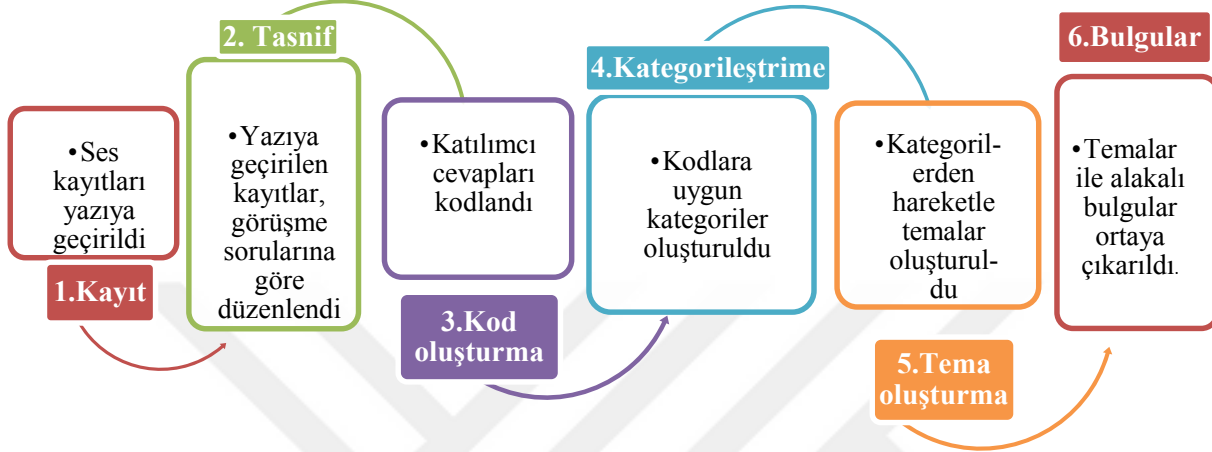 •Ses
kayıtları
yazıya
geçirildi
1.Kayıt
2. Tasnif
•Yazıya
geçirilen
kayıtlar,
görüşme
sorularına
göre
düzenlendi
•Katılımcı
cevapları
kodlandı
3.Kod
oluşturma
4.Kategorileştrime
•Kodlara
uygun
kategoriler
oluşturuldu
•Kategoril-
erden
hareketle
temalar
oluşturul-
du
5.Tema
oluşturma
6.Bulgular
•Temalar
ile alakalı
bulgular
ortaya
çıkarıldı.